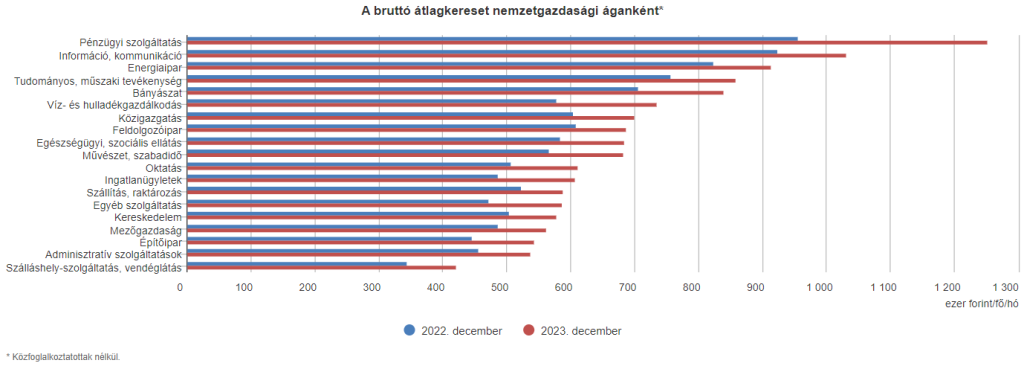 A bruttó átlagkereset nemzetgazdasági áganként*
Pénzügyi szolgáltatás
Információ, kommunikáció
Energiaipar
Tudományos, műszaki tevékenység
Bányászat
Víz- és hulladékgazdálkodás
Közigazgatás
Feldolgozóipar
Egészségügyi, szociális ellátás
Művészet, szabadidő
Oktatás
Ingatlanügyletek
Szállítás, raktározás
Egyéb szolgáltatás
Kereskedelem
Mezőgazdaság
Építőipar
Adminisztratív szolgáltatások
Szálláshely-szolgáltatás, vendéglátás
0 100 200 300 400 500 600 700 800 900 1 000 1 100 1 200 1 300
ezer forint/fő/hó
2022. december 2023. december
* Közfoglalkoztatottak nélkül.